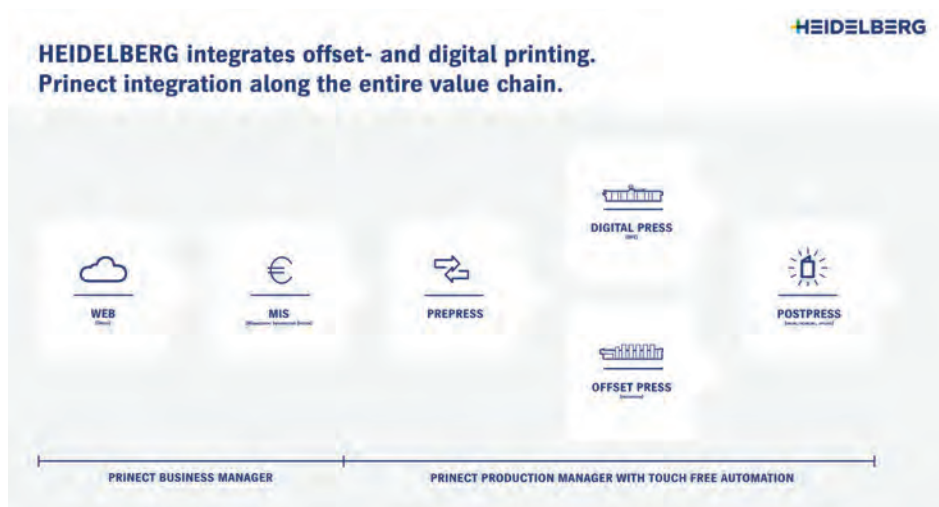 HEIDELBERG
HEIDELBERG integrates offset- and digital printing.
Prinect integration along the entire value chain.
DIGITAL PRESS
WEB
MIS
PREPRESS
POSTPRESS
OFFSET PRESS
PRINECT BUSINESS MANAGER
PRINECT PRODUCTION MANAGER WITH TOUCH FREE AUTOMATION